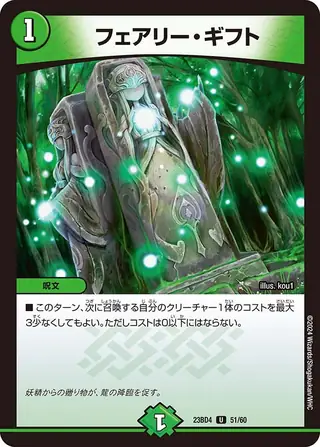 1
フェアリー・ギフト
illus. kou1
呪文
■このターン、次に召喚する自分のクリーチャー1体のコストを最大
3少なくしてもよい。ただしコストは0以下にはならない。
妖精からの贈り物が、龍の降臨を促す。
1
23BD4 U 51/60
©2024 Wizards/Shogakukan/WHC